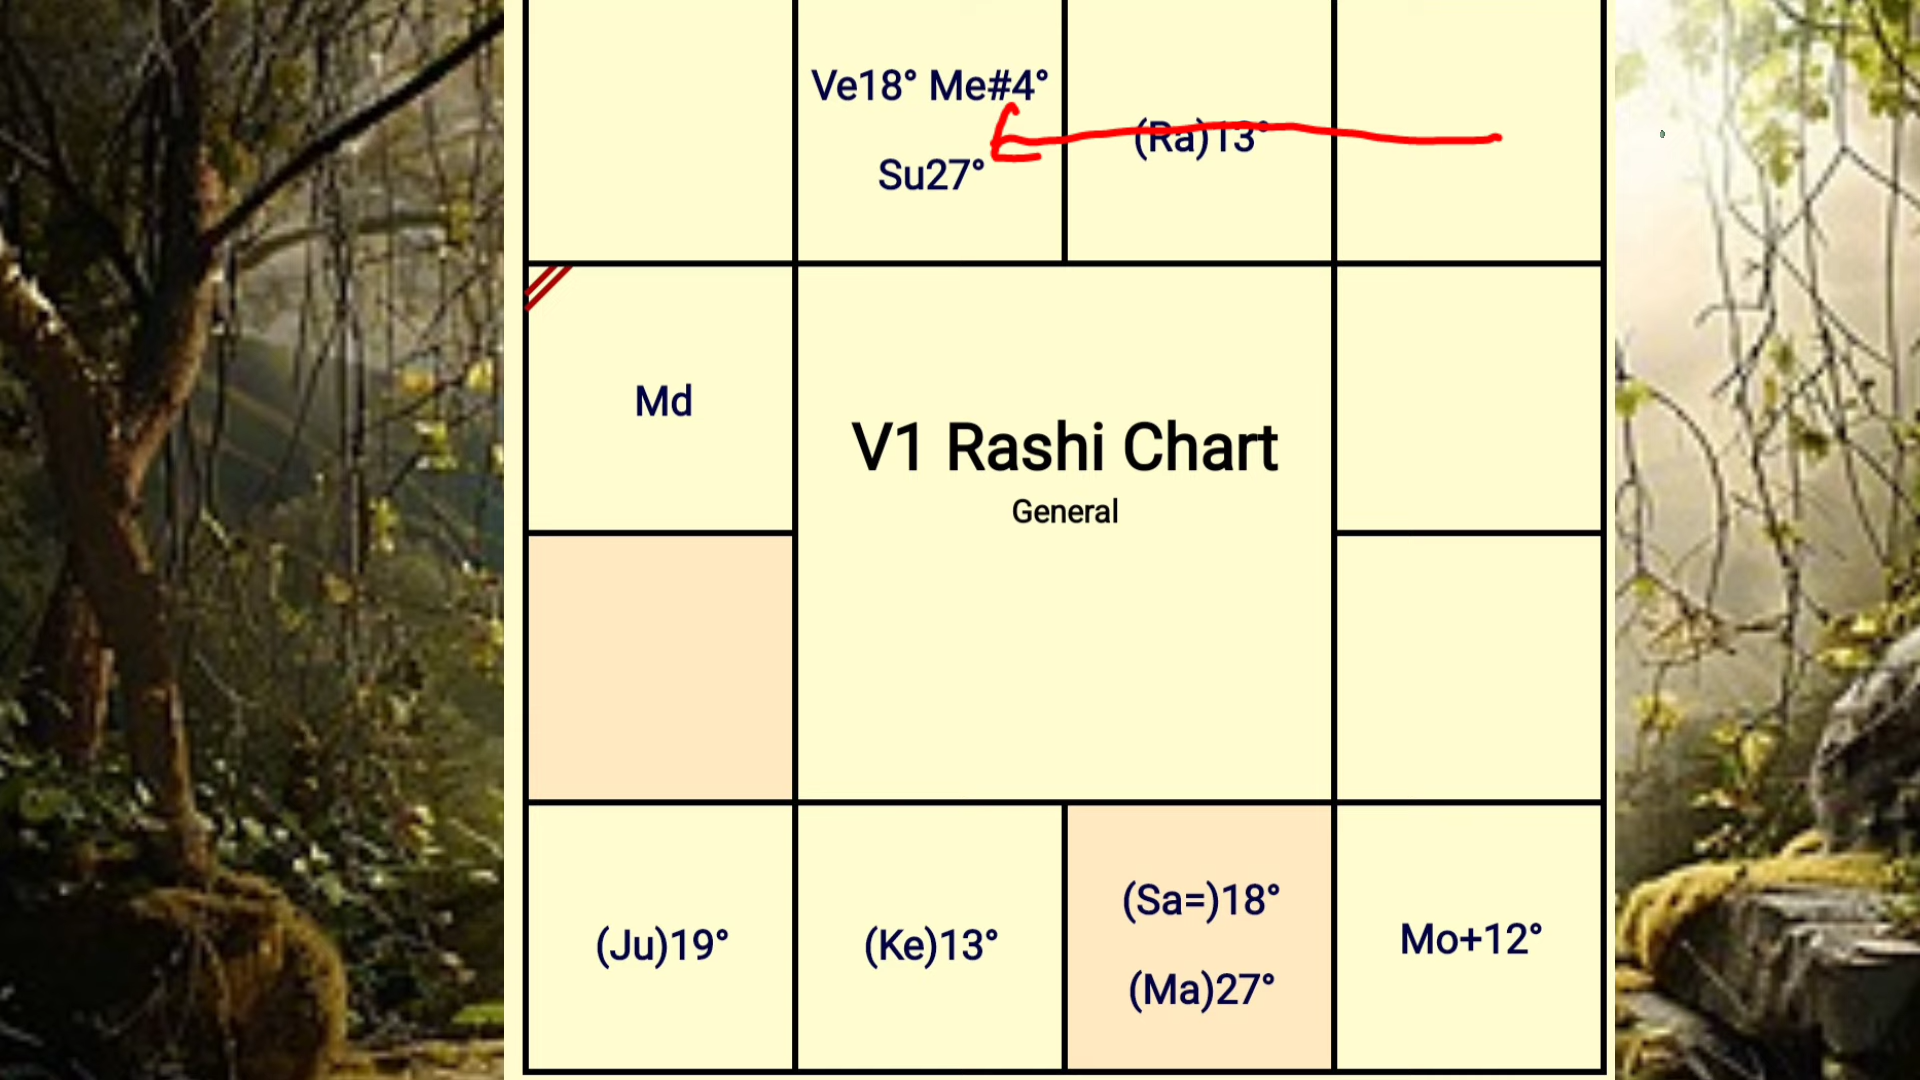 Ve18° Me#4°
Su27°
(Ra)13°
Md
V1 Rashi Chart
General
(Ju)19°
(Ke)13°
(Sa=)18°
(Ma)27°
Mo+12°